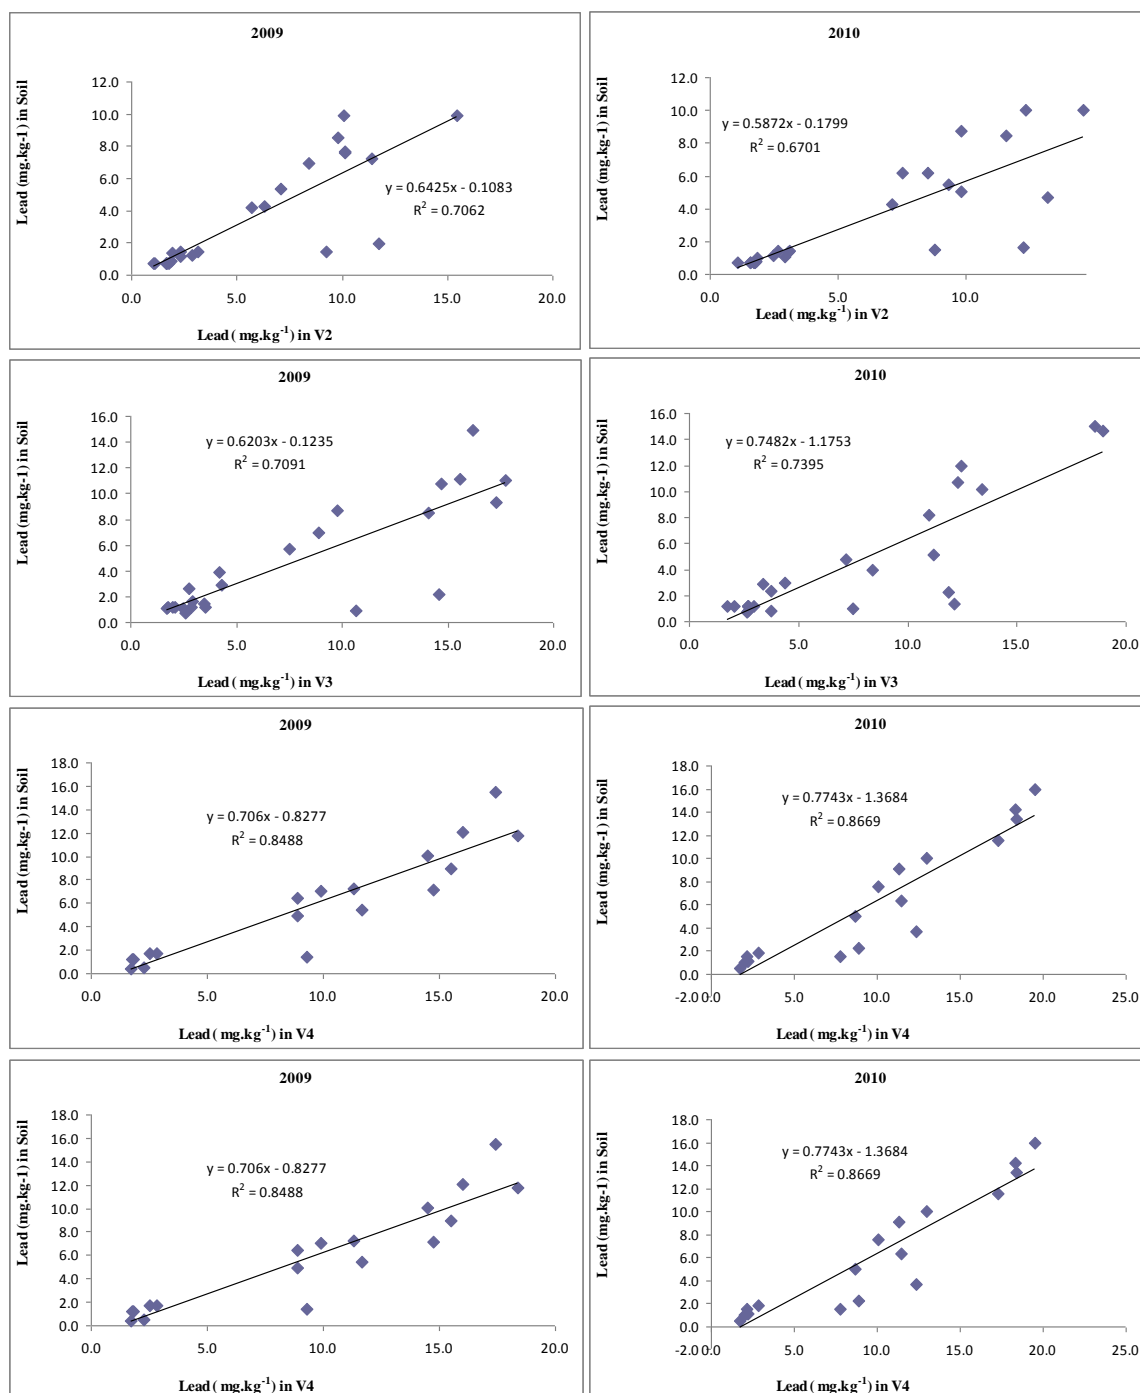 2009
Lead (mg.kg-1) in Soil
12.0
10.0
8.0
6.0
4.0
2.0
0.0
y = 0.6425x - 0.1083
R² = 0.7062
0.0 5.0 10.0 15.0 20.0
Lead ( mg.kg⁻¹) in V2
2010
Lead (mg.kg-1) in Soil
12.0
10.0
8.0
6.0
4.0
2.0
0.0
y = 0.5872x - 0.1799
R² = 0.6701
0.0 10.0
Lead ( mg.kg⁻¹) in V2
2009
Lead (mg.kg-1) in Soil
16.0
14.0
12.0
10.0
8.0
6.0
4.0
2.0
0.0
y = 0.6203x - 0.1235
R² = 0.7091
0.0 5.0 10.0 15.0 20.0
Lead ( mg.kg⁻¹) in V3
2010
Lead (mg.kg-1) in Soil
16.0
14.0
12.0
10.0
8.0
6.0
4.0
2.0
0.0
y = 0.7482x - 1.1753
R² = 0.7395
0.0 5.0 10.0 15.0 20.0
Lead ( mg.kg⁻¹) in V3
2009
Lead (mg.kg-1) in Soil
18.0
16.0
14.0
12.0
10.0
8.0
6.0
4.0
2.0
0.0
y = 0.706x - 0.8277
R² = 0.8488
0.0 5.0 10.0 15.0 20.0
Lead ( mg.kg⁻¹) in V4
2010
Lead (mg.kg-1) in Soil
18.0
16.0
14.0
12.0
10.0
8.0
6.0
4.0
2.0
0.0
-2.0
y = 0.7743x - 1.3684
R² = 0.8669
0.0 5.0 10.0 15.0 20.0 25.0
Lead ( mg.kg⁻¹) in V4
2009
Lead (mg.kg-1) in Soil
18.0
16.0
14.0
12.0
10.0
8.0
6.0
4.0
2.0
0.0
y = 0.706x - 0.8277
R² = 0.8488
0.0 5.0 10.0 15.0 20.0
Lead ( mg.kg⁻¹) in V4
2010
Lead (mg.kg-1) in Soil
18.0
16.0
14.0
12.0
10.0
8.0
6.0
4.0
2.0
0.0
-2.0
y = 0.7743x - 1.3684
R² = 0.8669
0.0 5.0 10.0 15.0 20.0 25.0
Lead ( mg.kg⁻¹) in V4